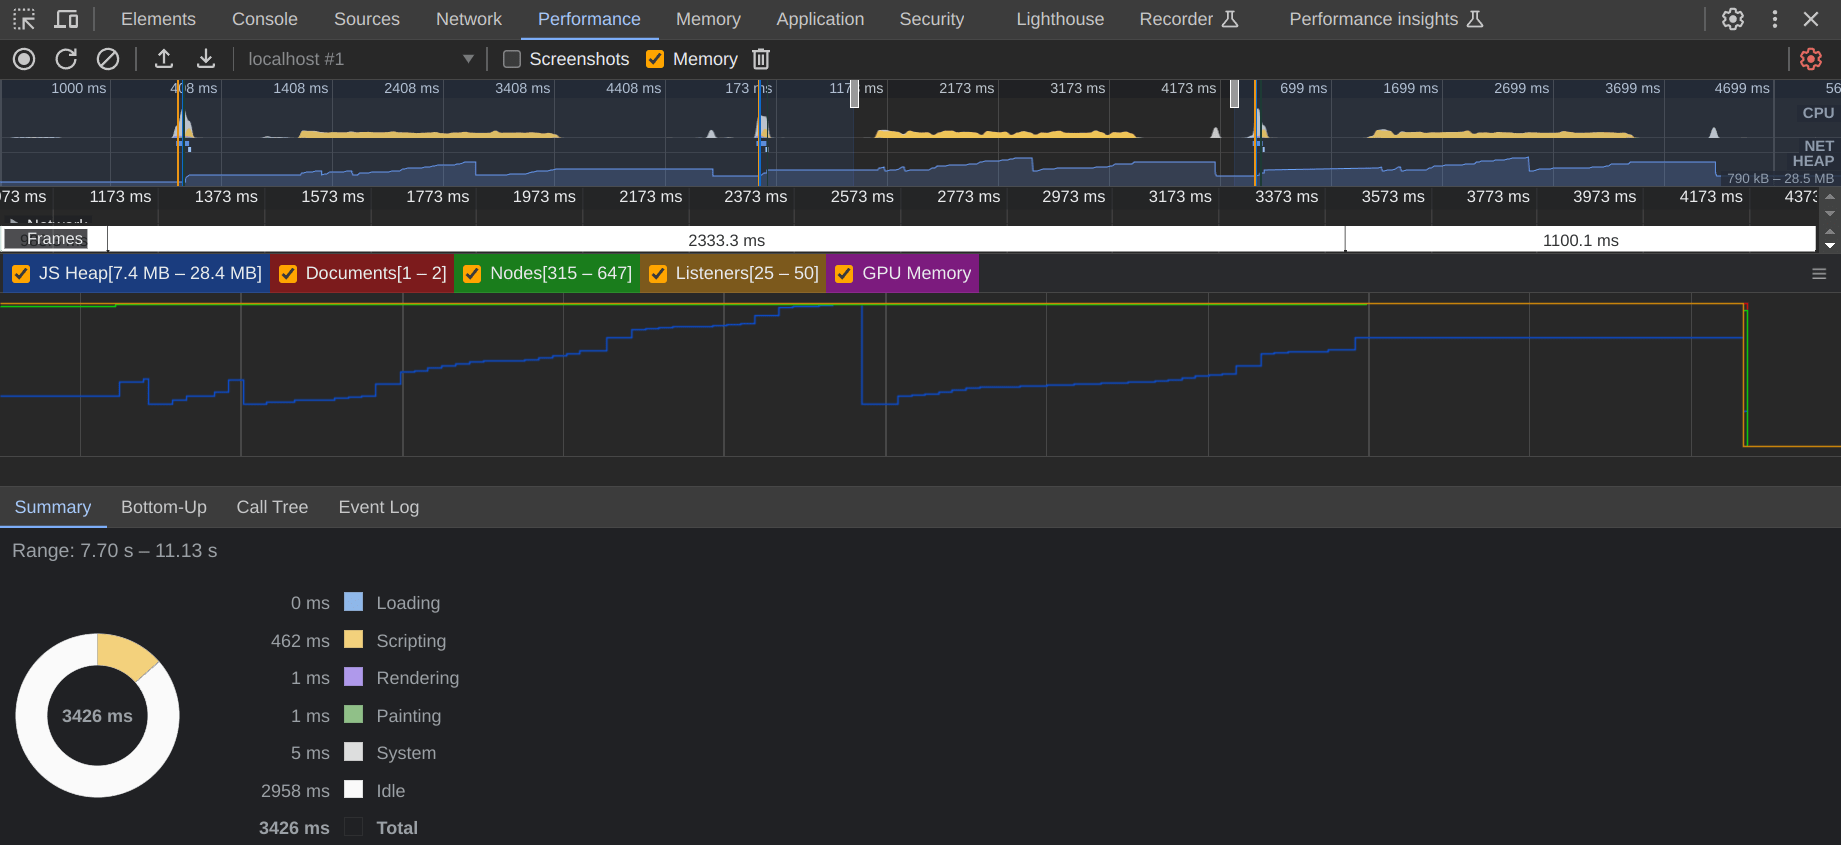 Elements Console Sources Network Performance Memory Application Security Lighthouse Recorder Performance insights
localhost #1 Screenshots Memory
1000 ms 408 ms 1408 ms 2408 ms 3408 ms 4408 ms 173 ms ms 2173 ms 3173 ms 4173 ms 699 ms 1699 ms 2699 ms 3699 ms 4699 ms 56
CPU
NET
HEAP
790 kB – 28.5 MB
973 ms 1173 ms 1373 ms 1573 ms 1773 ms 1973 ms 2173 ms 2373 ms 2573 ms 2773 ms 2973 ms 3173 ms 3373 ms 3573 ms 3773 ms 3973 ms 4173 ms 4373
Network
Frames 2333.3 ms 1100.1 ms
JS Heap[7.4 MB – 28.4 MB] Documents[1 – 2] Nodes[315 – 647] Listeners[25 – 50] GPU Memory
Summary Bottom-Up Call Tree Event Log
Range: 7.70 s – 11.13 s
0 ms Loading
462 ms Scripting
1 ms Rendering
3426 ms
1 ms Painting
5 ms System
2958 ms Idle
3426 ms Total